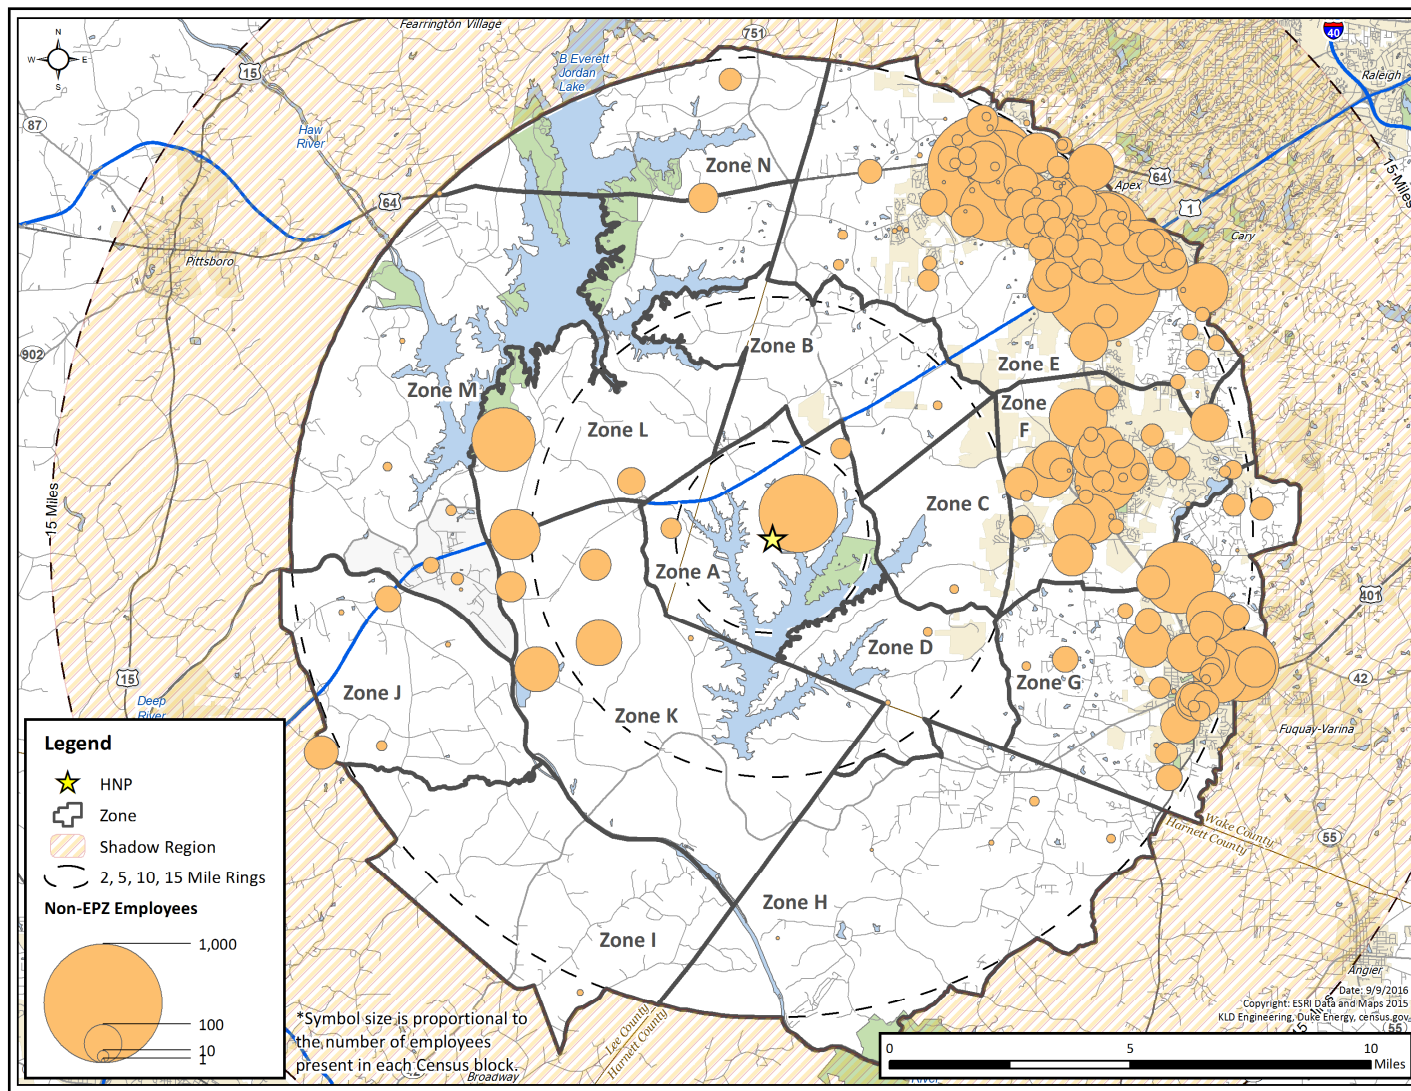 Fearrington Village
751
40
N
W E
S
B Everett
Jordan
Lake
15
Raleigh
87
Haw
River
Zone N
15-Miles
64
Apex
64
1
Cary
Pittsboro
902
Zone B
Zone E
Zone M
Zone
F
Zone L
15 Miles
Zone C
Zone A
401
Zone D
15
Zone J
Zone G
42
Deep
River
Zone K
Fuquay-Varina
Legend
HNP
Zone
Shadow Region
2, 5, 10, 15 Mile Rings
Non-EPZ Employees
1,000
100
10
1
Wake County
Harnett County
55
Zone H
Zone I
Angier
Date: 9/9/2016
Copyright: ESRI Data and Maps 2015
KLD Engineering, Duke Energy, census.gov
*Symbol size is proportional to
the number of employees
present in each Census block.
Lee County
Harnett County
55
42
Broadway
0 5 10
Miles
River